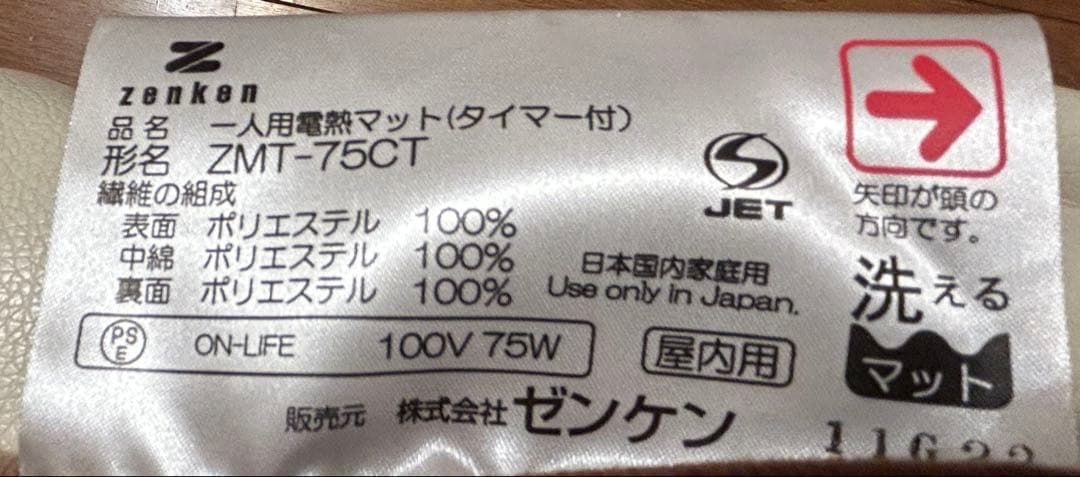 zenken
品名 一人用電熱マット(タイマー付)
形名 ZMT-75CT
繊維の組成
表面 ポリエステル 100%
中綿 ポリエステル 100%
裏面 ポリエステル 100%
PS
E
ON-LIFE 100V 75W
販売元 株式会社 ゼンケン
JET
日本国内家庭用
Use only in Japan.
屋内用
矢印が頭の
方向です。
洗える
マット